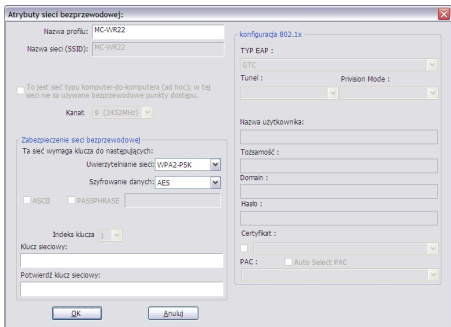 Atrybuty sieci bezprzewodowej:
Nazwa profilu: MC-WR22
Nazwa sieci (SSID): MC-WR22
To jest sieć typu komputer-do-komputera (ad hoc); w tej
sieci nie są używane bezprzewodowe punkty dostępu.
Kanał: 9 (2452MHz)
Zabezpieczenie sieci bezprzewodowej
Ta sieć wymaga klucza do następujących:
Uwierzytelnianie sieci: WPA2-PSK
Szyfrowanie danych: AES
ASCII PASSPHRASE
Indeks klucza 1
Klucz sieciowy:
Potwierdź klucz sieciowy:
OK Anuluj
konfiguracja 802.1x
TYP EAP :
GTC
Tunel : Privision Mode :
Nazwa użytkownika:
Tożsamość :
Domain :
Hasło :
Certyfikat :
PAC : Auto Select PAC